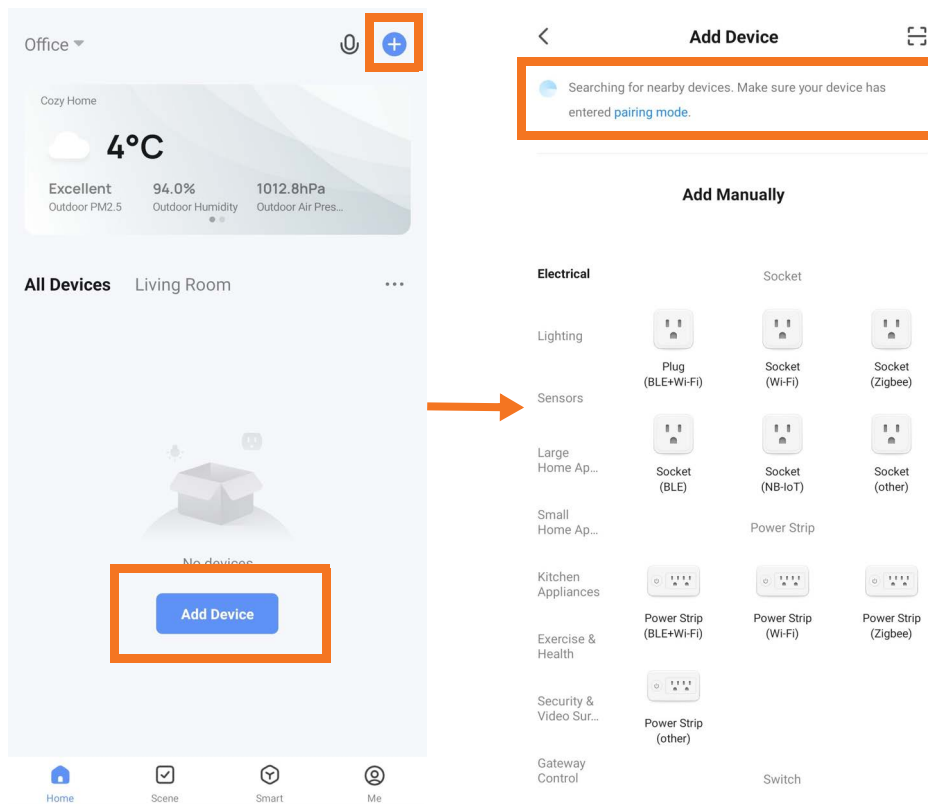 Office
Cozy Home
4°C
Excellent 94.0% 1012.8hPa
Outdoor PM2.5 Outdoor Humidity Outdoor Air Pres...
All Devices Living Room
No devices
Add Device
Home Scene Smart Me
Add Device
Searching for nearby devices. Make sure your device has
entered pairing mode.
Add Manually
Electrical
Lighting
Sensors
Large
Home Ap...
Small
Home Ap...
Kitchen
Appliances
Exercise &
Health
Security &
Video Sur...
Gateway
Control
Socket
Plug Socket Socket
(BLE+Wi-Fi) (Wi-Fi) (Zigbee)
Socket Socket Socket
(BLE) (NB-IoT) (other)
Power Strip
Power Strip Power Strip Power Strip
(BLE+Wi-Fi) (Wi-Fi) (Zigbee)
Power Strip
(other)
Switch